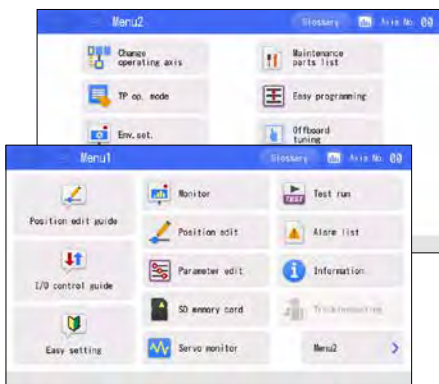 Menu2
Glossary
Axis No. 00
Change
operating axis
Maintenance
parts list
TP op. mode
Easy programming
Env.set.
Offboard
tuning
Menu1
Glossary
Axis No. 00
Position edit guide
Monitor
TEST
Test run
Position edit
Alarm list
I/O control guide
Parameter edit
Information
SD memory card
Troubleshooting
Easy setting
Servo monitor
Menu2